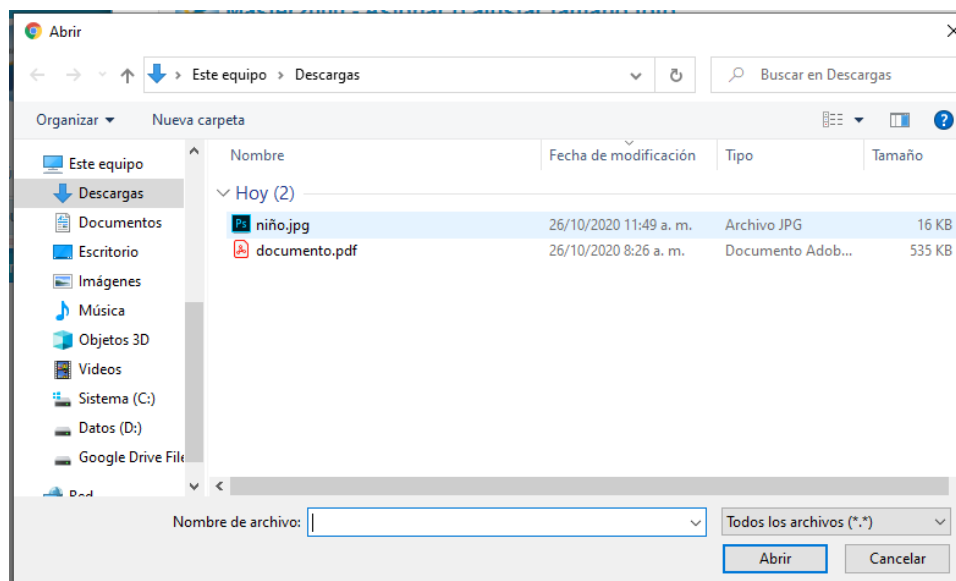 Abrir
Este equipo > Descargas
Buscar en Descargas
Organizar
Nueva carpeta
Nombre
Fecha de modificación
Tipo
Tamaño
Este equipo
Descargas
Documentos
Escritorio
Imágenes
Música
Objetos 3D
Videos
Sistema (C:)
Datos (D:)
Google Drive File
Red
Hoy (2)
niño.jpg 26/10/2020 11:49 a. m. Archivo JPG 16 KB
documento.pdf 26/10/2020 8:26 a. m. Documento Adob... 535 KB
Nombre de archivo:
Todos los archivos (*.*)
Abrir
Cancelar